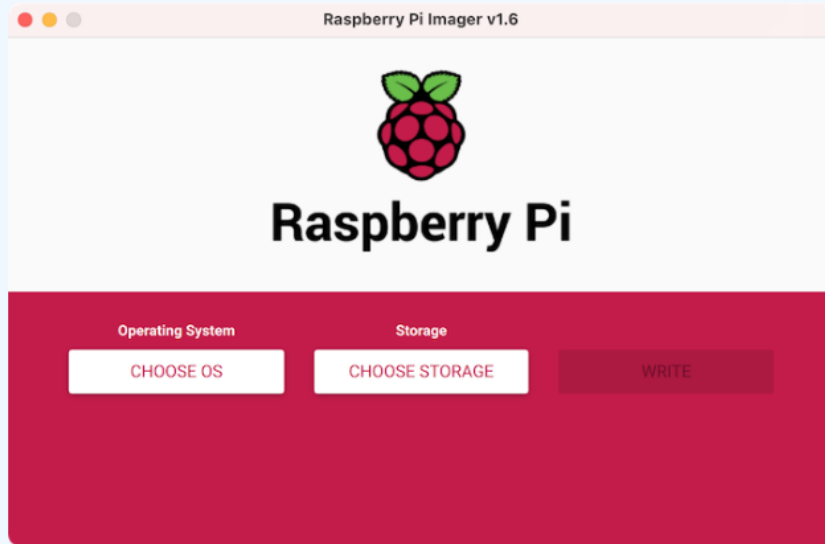 Raspberry Pi Imager v1.6
Raspberry Pi
Operating System
Storage
CHOOSE OS
CHOOSE STORAGE
WRITE